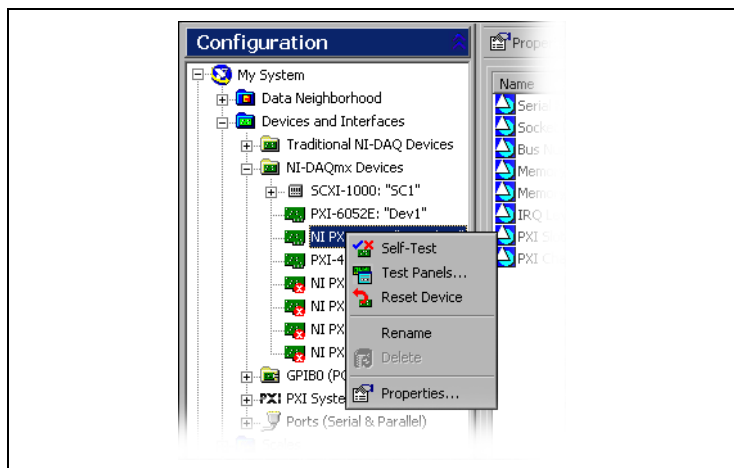 Configuration
My System
Data Neighborhood
Devices and Interfaces
Traditional NI-DAQ Devices
NI-DAQmx Devices
SCXI-1000: "SC1"
PXI-6052E: "Dev1"
NI PX
PXI-4
NI PX
NI PX
NI PX
NI PX
GPIB0 (PC
PXI Syste
Ports (Serial & Parallel)
Self-Test
Test Panels...
Reset Device
Rename
Delete
Properties...
Prope
Name
Serial
Socke
Bus N
Memo
Memo
IRQ L
PXI S
PXI C